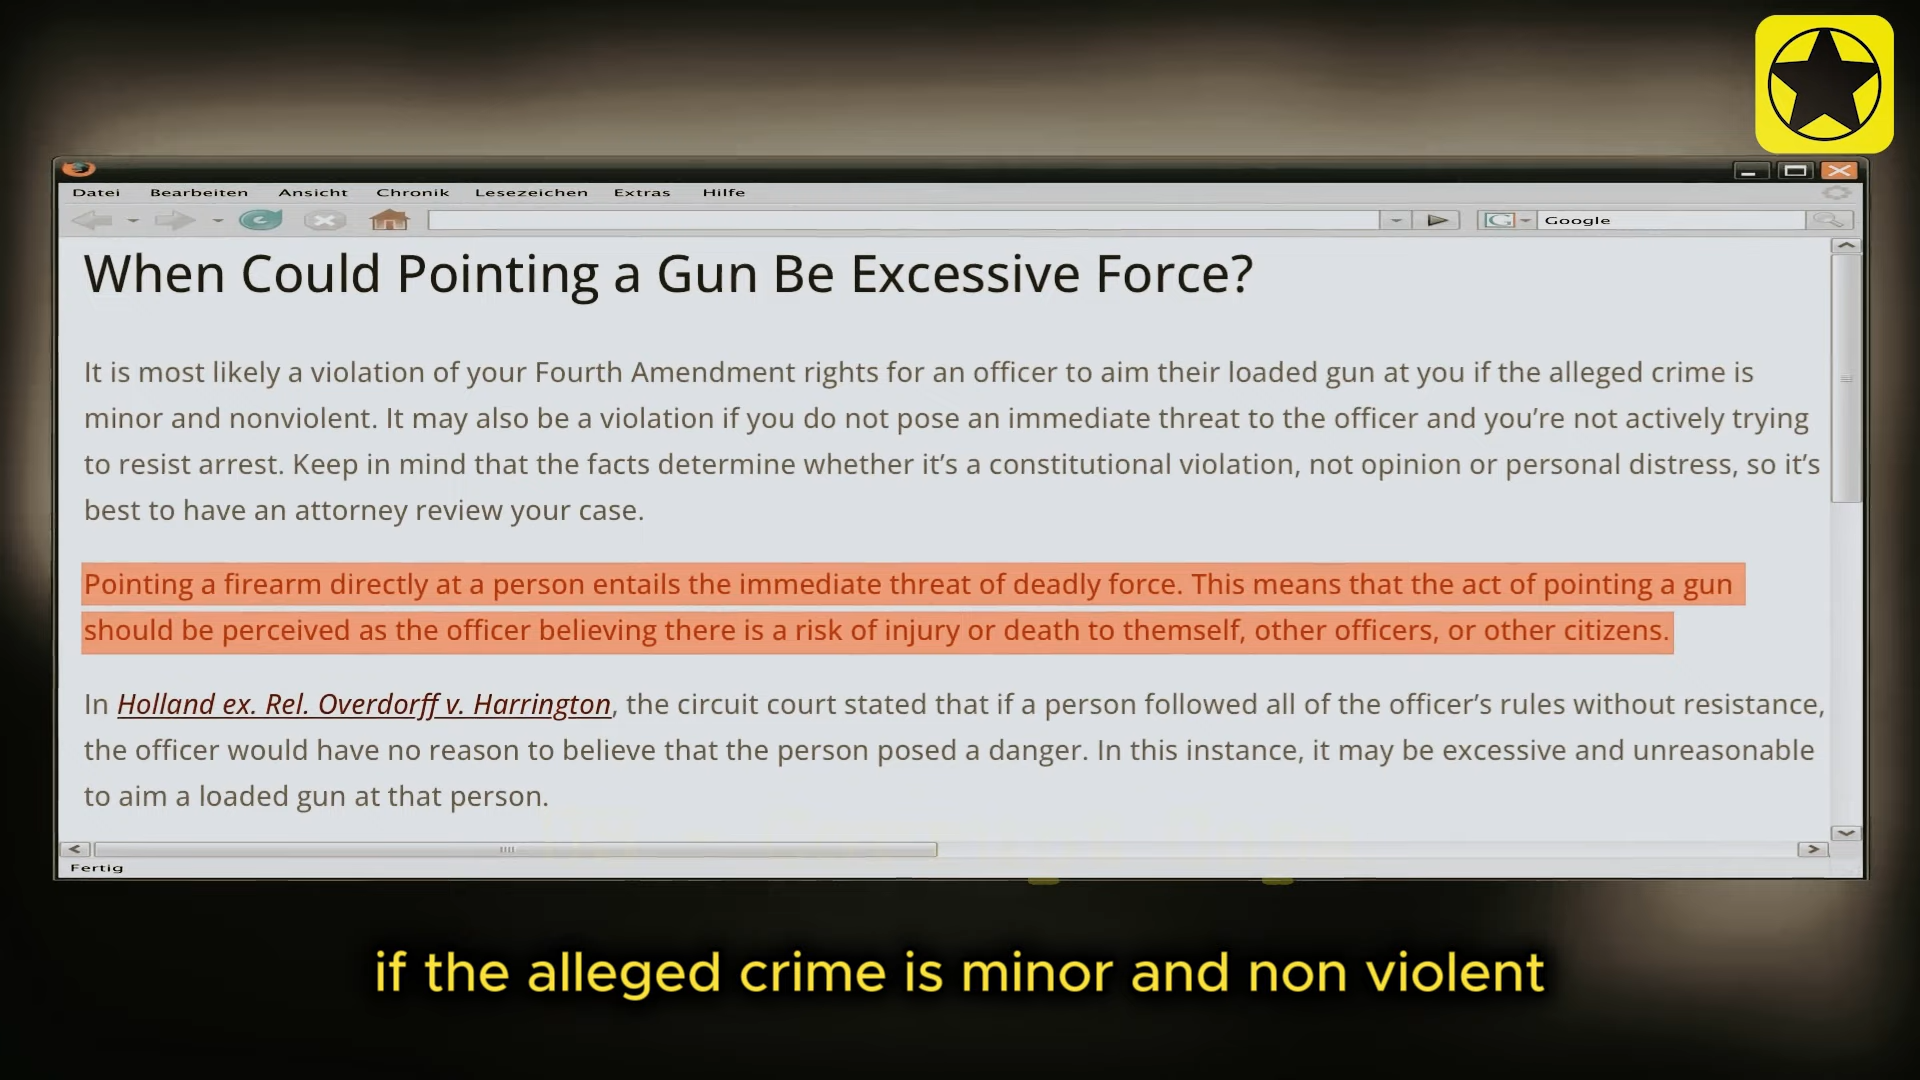 Datei Bearbeiten Ansicht Chronik Lesezeichen Extras Hilfe
Google
When Could Pointing a Gun Be Excessive Force?
It is most likely a violation of your Fourth Amendment rights for an officer to aim their loaded gun at you if the alleged crime is
minor and nonviolent. It may also be a violation if you do not pose an immediate threat to the officer and you’re not actively trying
to resist arrest. Keep in mind that the facts determine whether it’s a constitutional violation, not opinion or personal distress, so it’s
best to have an attorney review your case.
Pointing a firearm directly at a person entails the immediate threat of deadly force. This means that the act of pointing a gun
should be perceived as the officer believing there is a risk of injury or death to themself, other officers, or other citizens.
In Holland ex. Rel. Overdorff v. Harrington, the circuit court stated that if a person followed all of the officer’s rules without resistance,
the officer would have no reason to believe that the person posed a danger. In this instance, it may be excessive and unreasonable
to aim a loaded gun at that person.
Fertig
if the alleged crime is minor and non violent